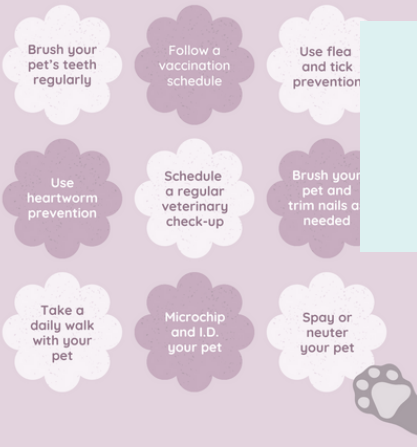 Brush your
pet's teeth
regularly
Follow a
vaccination
schedule
Use flea
and tick
prevention
Use
heartworm
prevention
Schedule
a regular
veterinary
check-up
Brush your
pet and
trim nails
needed
Take a
daily walk
with your
pet
Microchip
and I.D.
your pet
Spay or
neuter
your pet